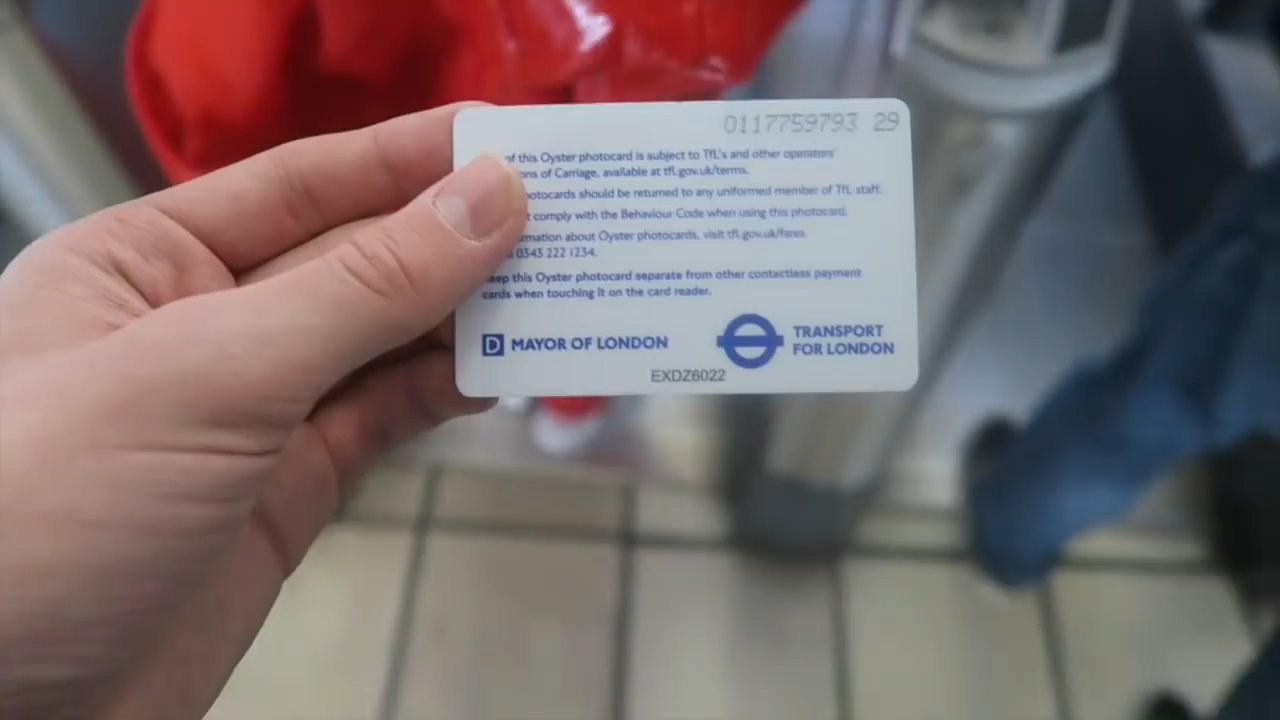 0117759793 29
of this Oyster photocard is subject to TfL's and other operators'
ons of Carriage, available at tfl.gov.uk/terms.
otocards should be returned to any uniformed member of TfL staff.
t comply with the Behaviour Code when using this photocard.
rmation about Oyster photocards, visit tfl.gov.uk/fares
0343 222 1234.
eep this Oyster photocard separate from other contactless payment
cards when touching it on the card reader.
D MAYOR OF LONDON
TRANSPORT
FOR LONDON
EXDZ6022